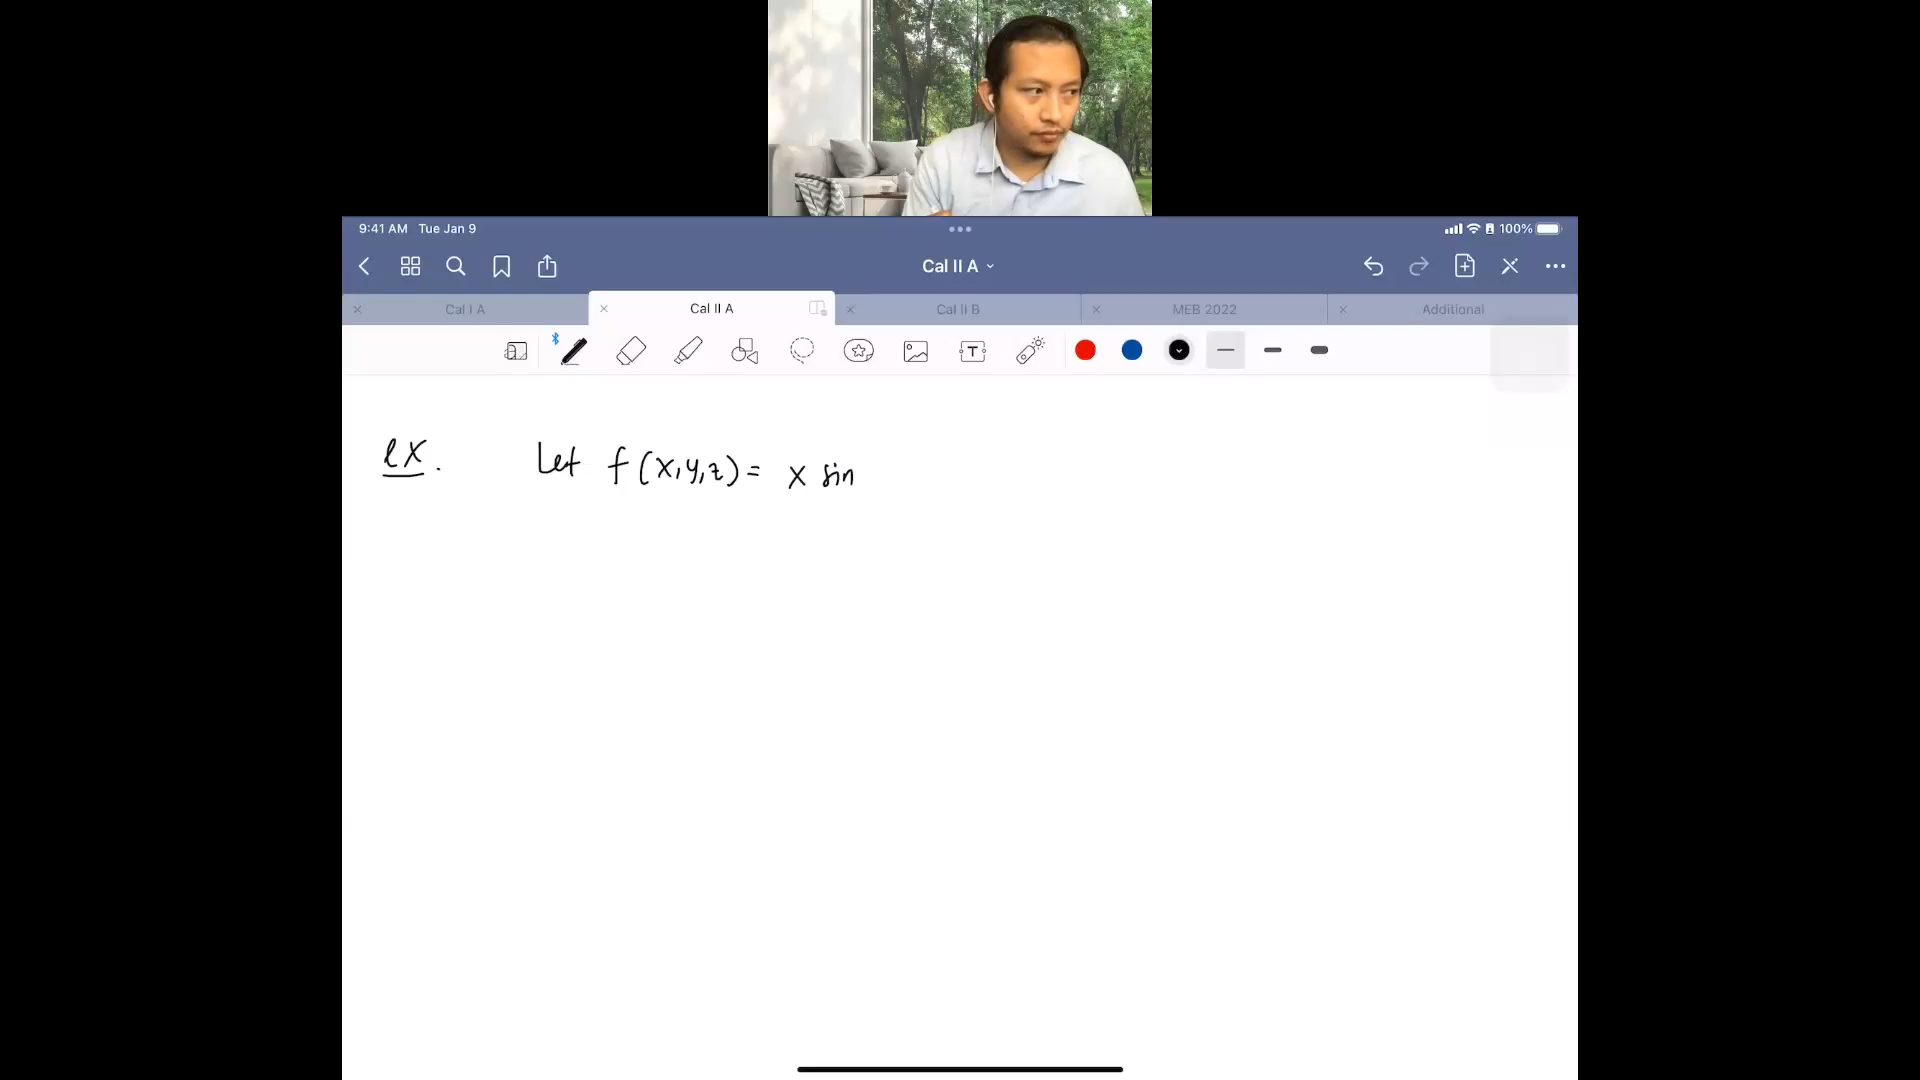 9:41 AM Tue Jan 9
100%
Cal II A
Cal I A
Cal II A
Cal II B
MEB 2022
Additional
T
ex. Let f(x,y,z) = x sin